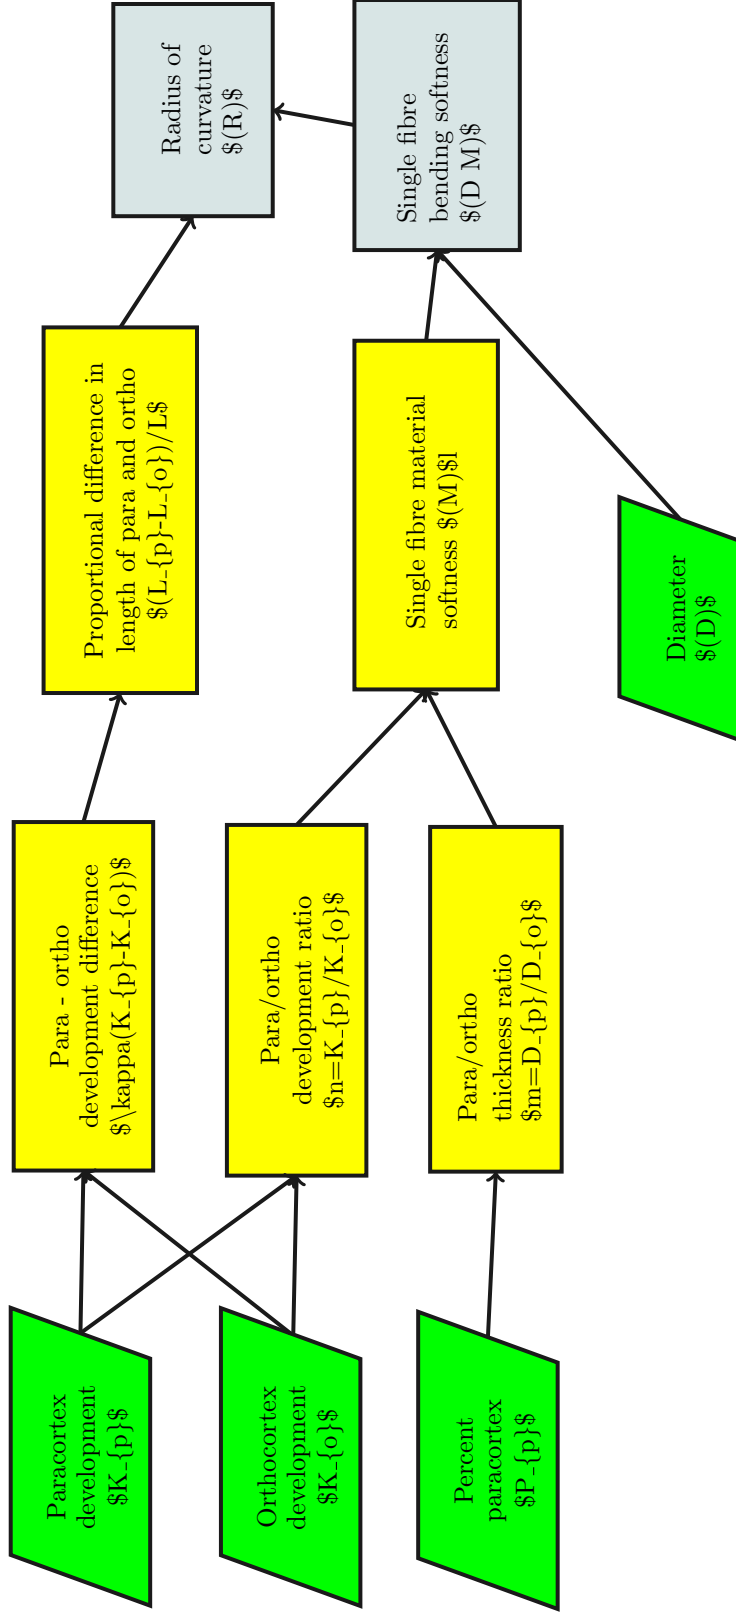 Paracortex
development
$K_{p}$
Orthocortex
development
$K_{o}$
Percent
paracortex
$P_{p}$
Para - ortho
development difference
$\kappa(K_{p}-K_{o})$
Para/ortho
development ratio
$n=K_{p}/K_{o}$
Para/ortho
thickness ratio
$m=D_{p}/D_{o}$
Proportional difference in
length of para and ortho
$(L_{p}-L_{o})/L$
Single fibre material
softness $(M)$l
Diameter
$(D)$
Radius of
curvature
$(R)$
Single fibre
bending softness
$(D M)$